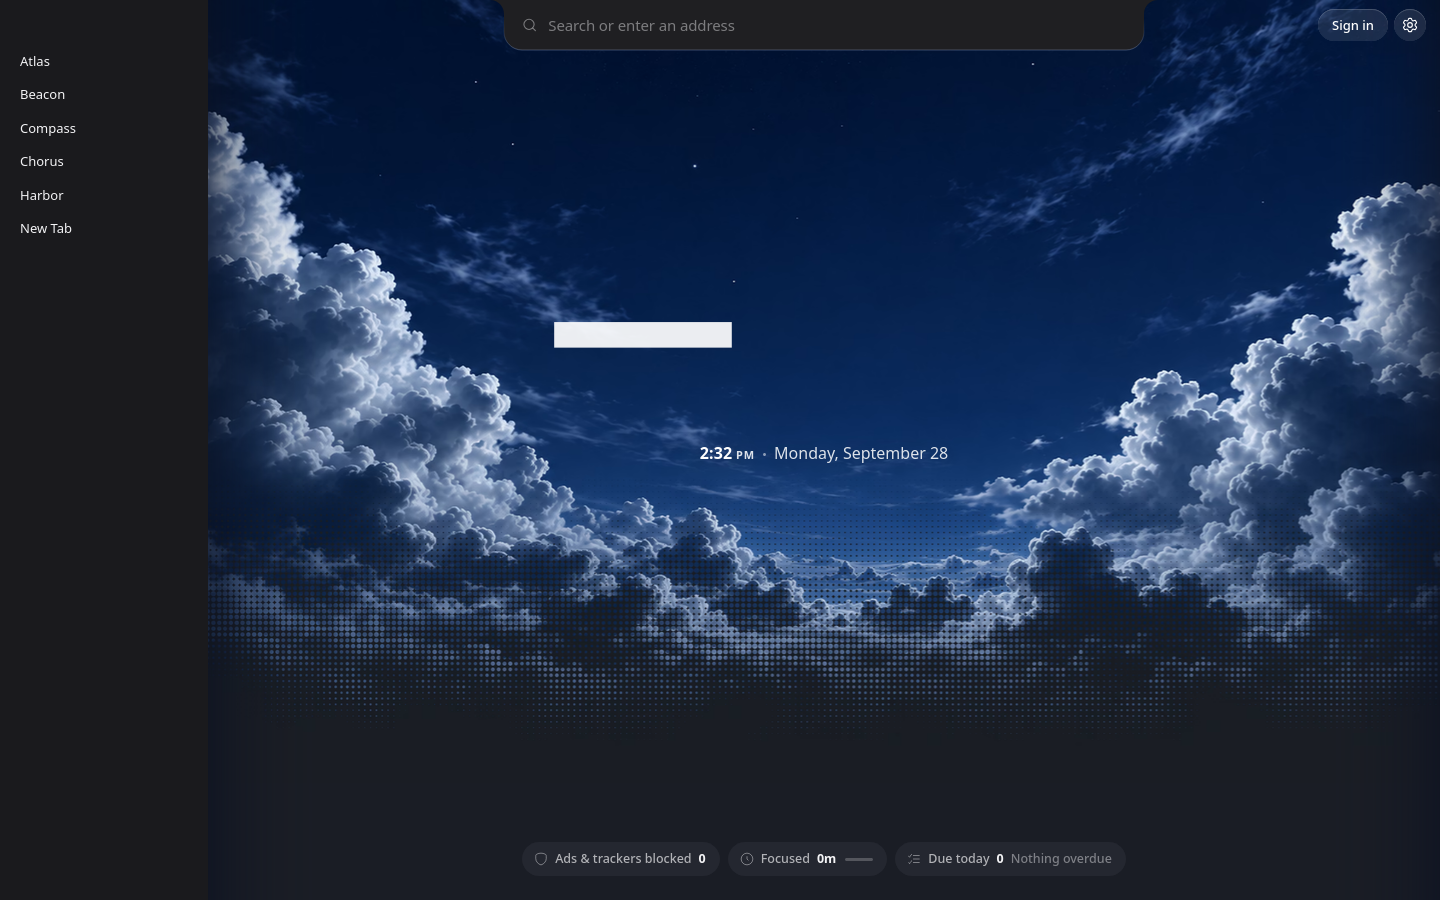 Search or enter an address
Sign in
Atlas
Beacon
Compass
Chorus
Harbor
New Tab
2:32 PM • Monday, September 28
Ads & trackers blocked 0
Focused 0m
Due today 0 Nothing overdue